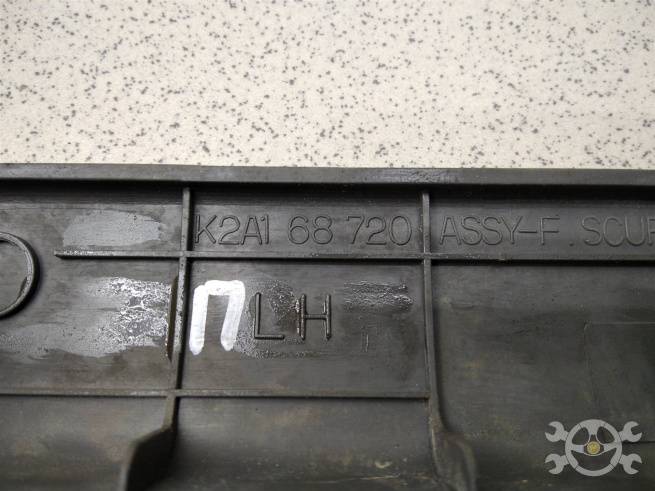 K2A1 68 720 ASSY-F. SCUF
П LH